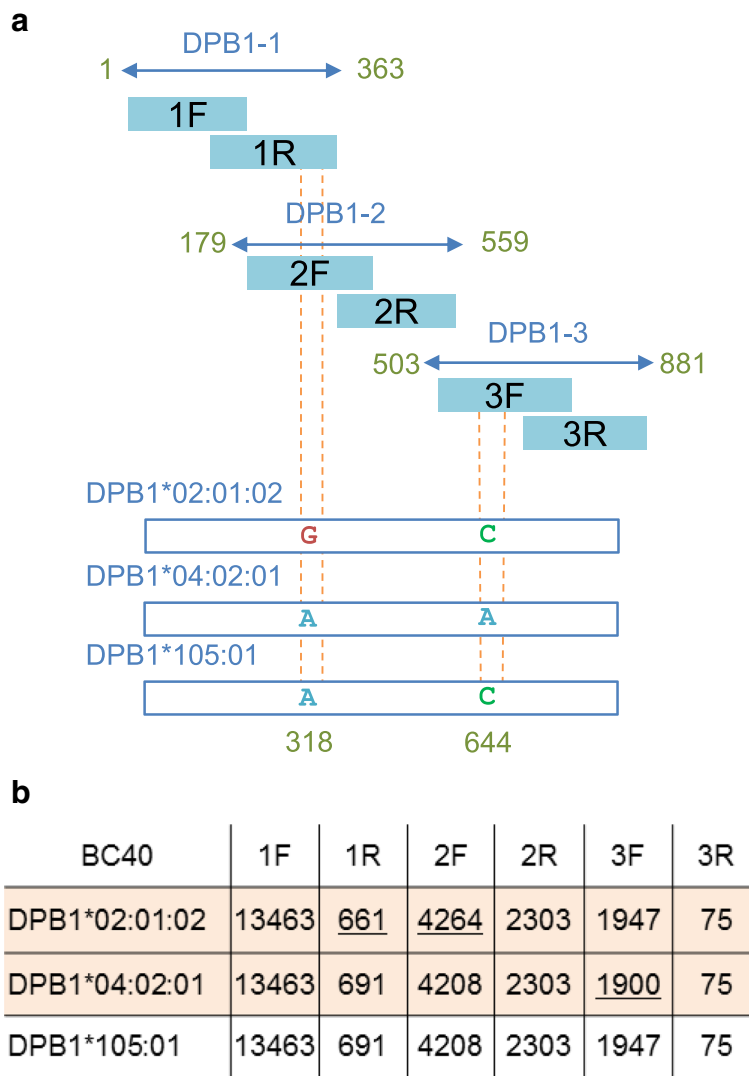 a
DPB1-1
1 363
1F
1R
DPB1-2
179 559
2F
2R
DPB1-3
503 881
3F
3R
DPB1*02:01:02
G C
DPB1*04:02:01
A A
DPB1*105:01
A C
318 644
b
BC40 1F 1R 2F 2R 3F 3R
DPB1*02:01:02 13463 661 4264 2303 1947 75
DPB1*04:02:01 13463 691 4208 2303 1900 75
DPB1*105:01 13463 691 4208 2303 1947 75